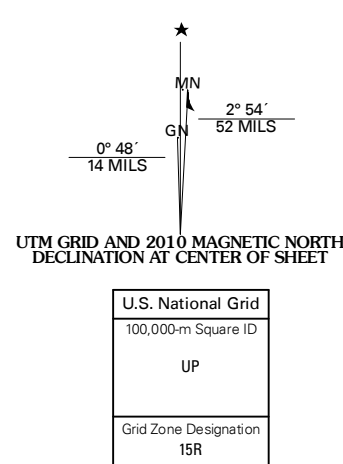 MN
2° 54´
52 MILS
GN
0° 48´
14 MILS
UTM GRID AND 2010 MAGNETIC NORTH
DECLINATION AT CENTER OF SHEET
U.S. National Grid
100,000-m Square ID
UP
Grid Zone Designation
15R